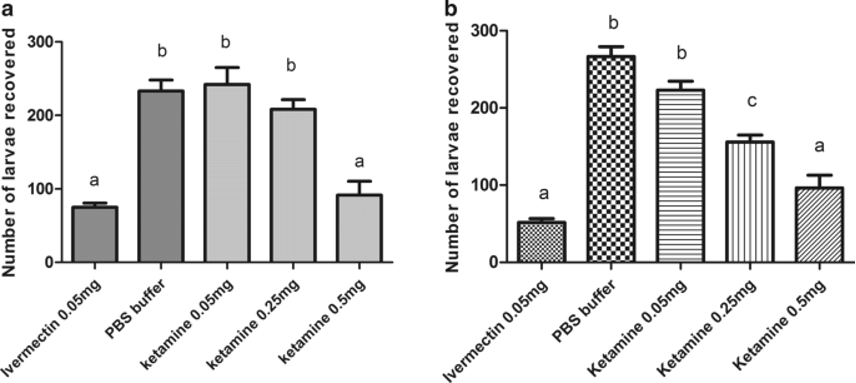 a
Number of larvae recovered
300
200
100
0
b
b
b
a
a
Ivermectin 0.05mg
PBS buffer
ketamine 0.05mg
ketamine 0.25mg
ketamine 0.5mg
b
Number of larvae recovered
300
200
100
0
b
b
c
a
a
Ivermectin 0.05mg
PBS buffer
Ketamine 0.05mg
Ketamine 0.25mg
Ketamine 0.5mg